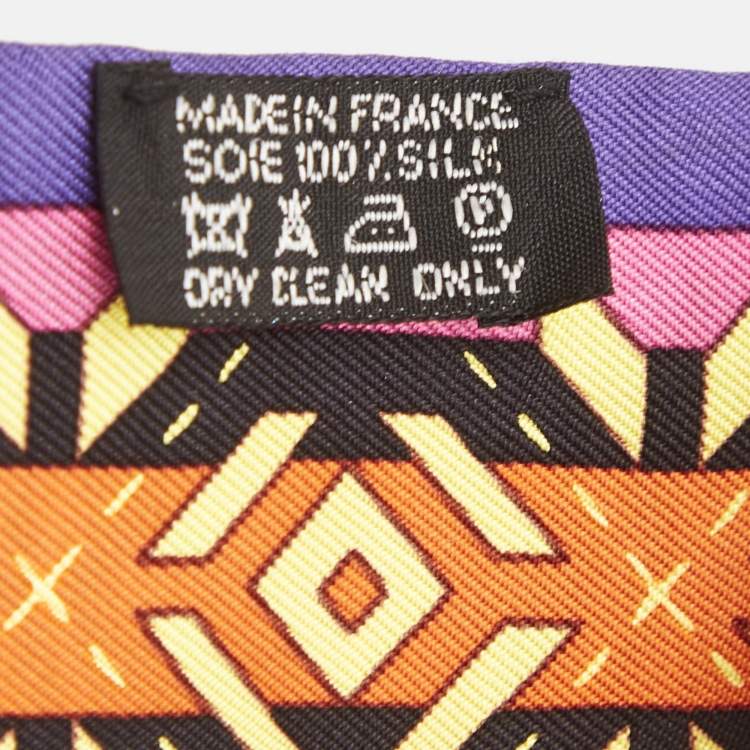 MADE IN FRANCE
SOIE 100% SILK
P
DRY CLEAN ONLY